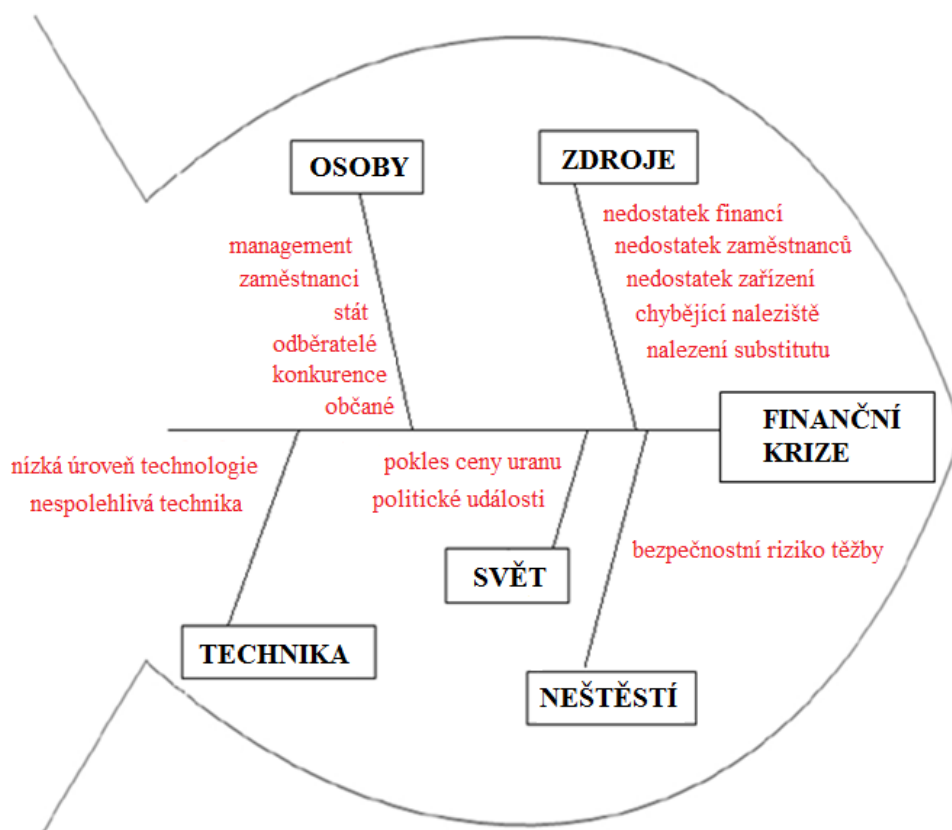 OSOBY
management
zaměstnanci
stát
odběratelé
konkurence
občané
ZDROJE
nedostatek financí
nedostatek zaměstnanců
nedostatek zařízení
chybějící naleziště
nalezení substitutu
FINANČNÍ
KRIZE
nízká úroveň technologie
nespolehlivá technika
TECHNIKA
pokles ceny uranu
politické události
SVĚT
bezpečnostní riziko těžby
NEŠTĚSTÍ